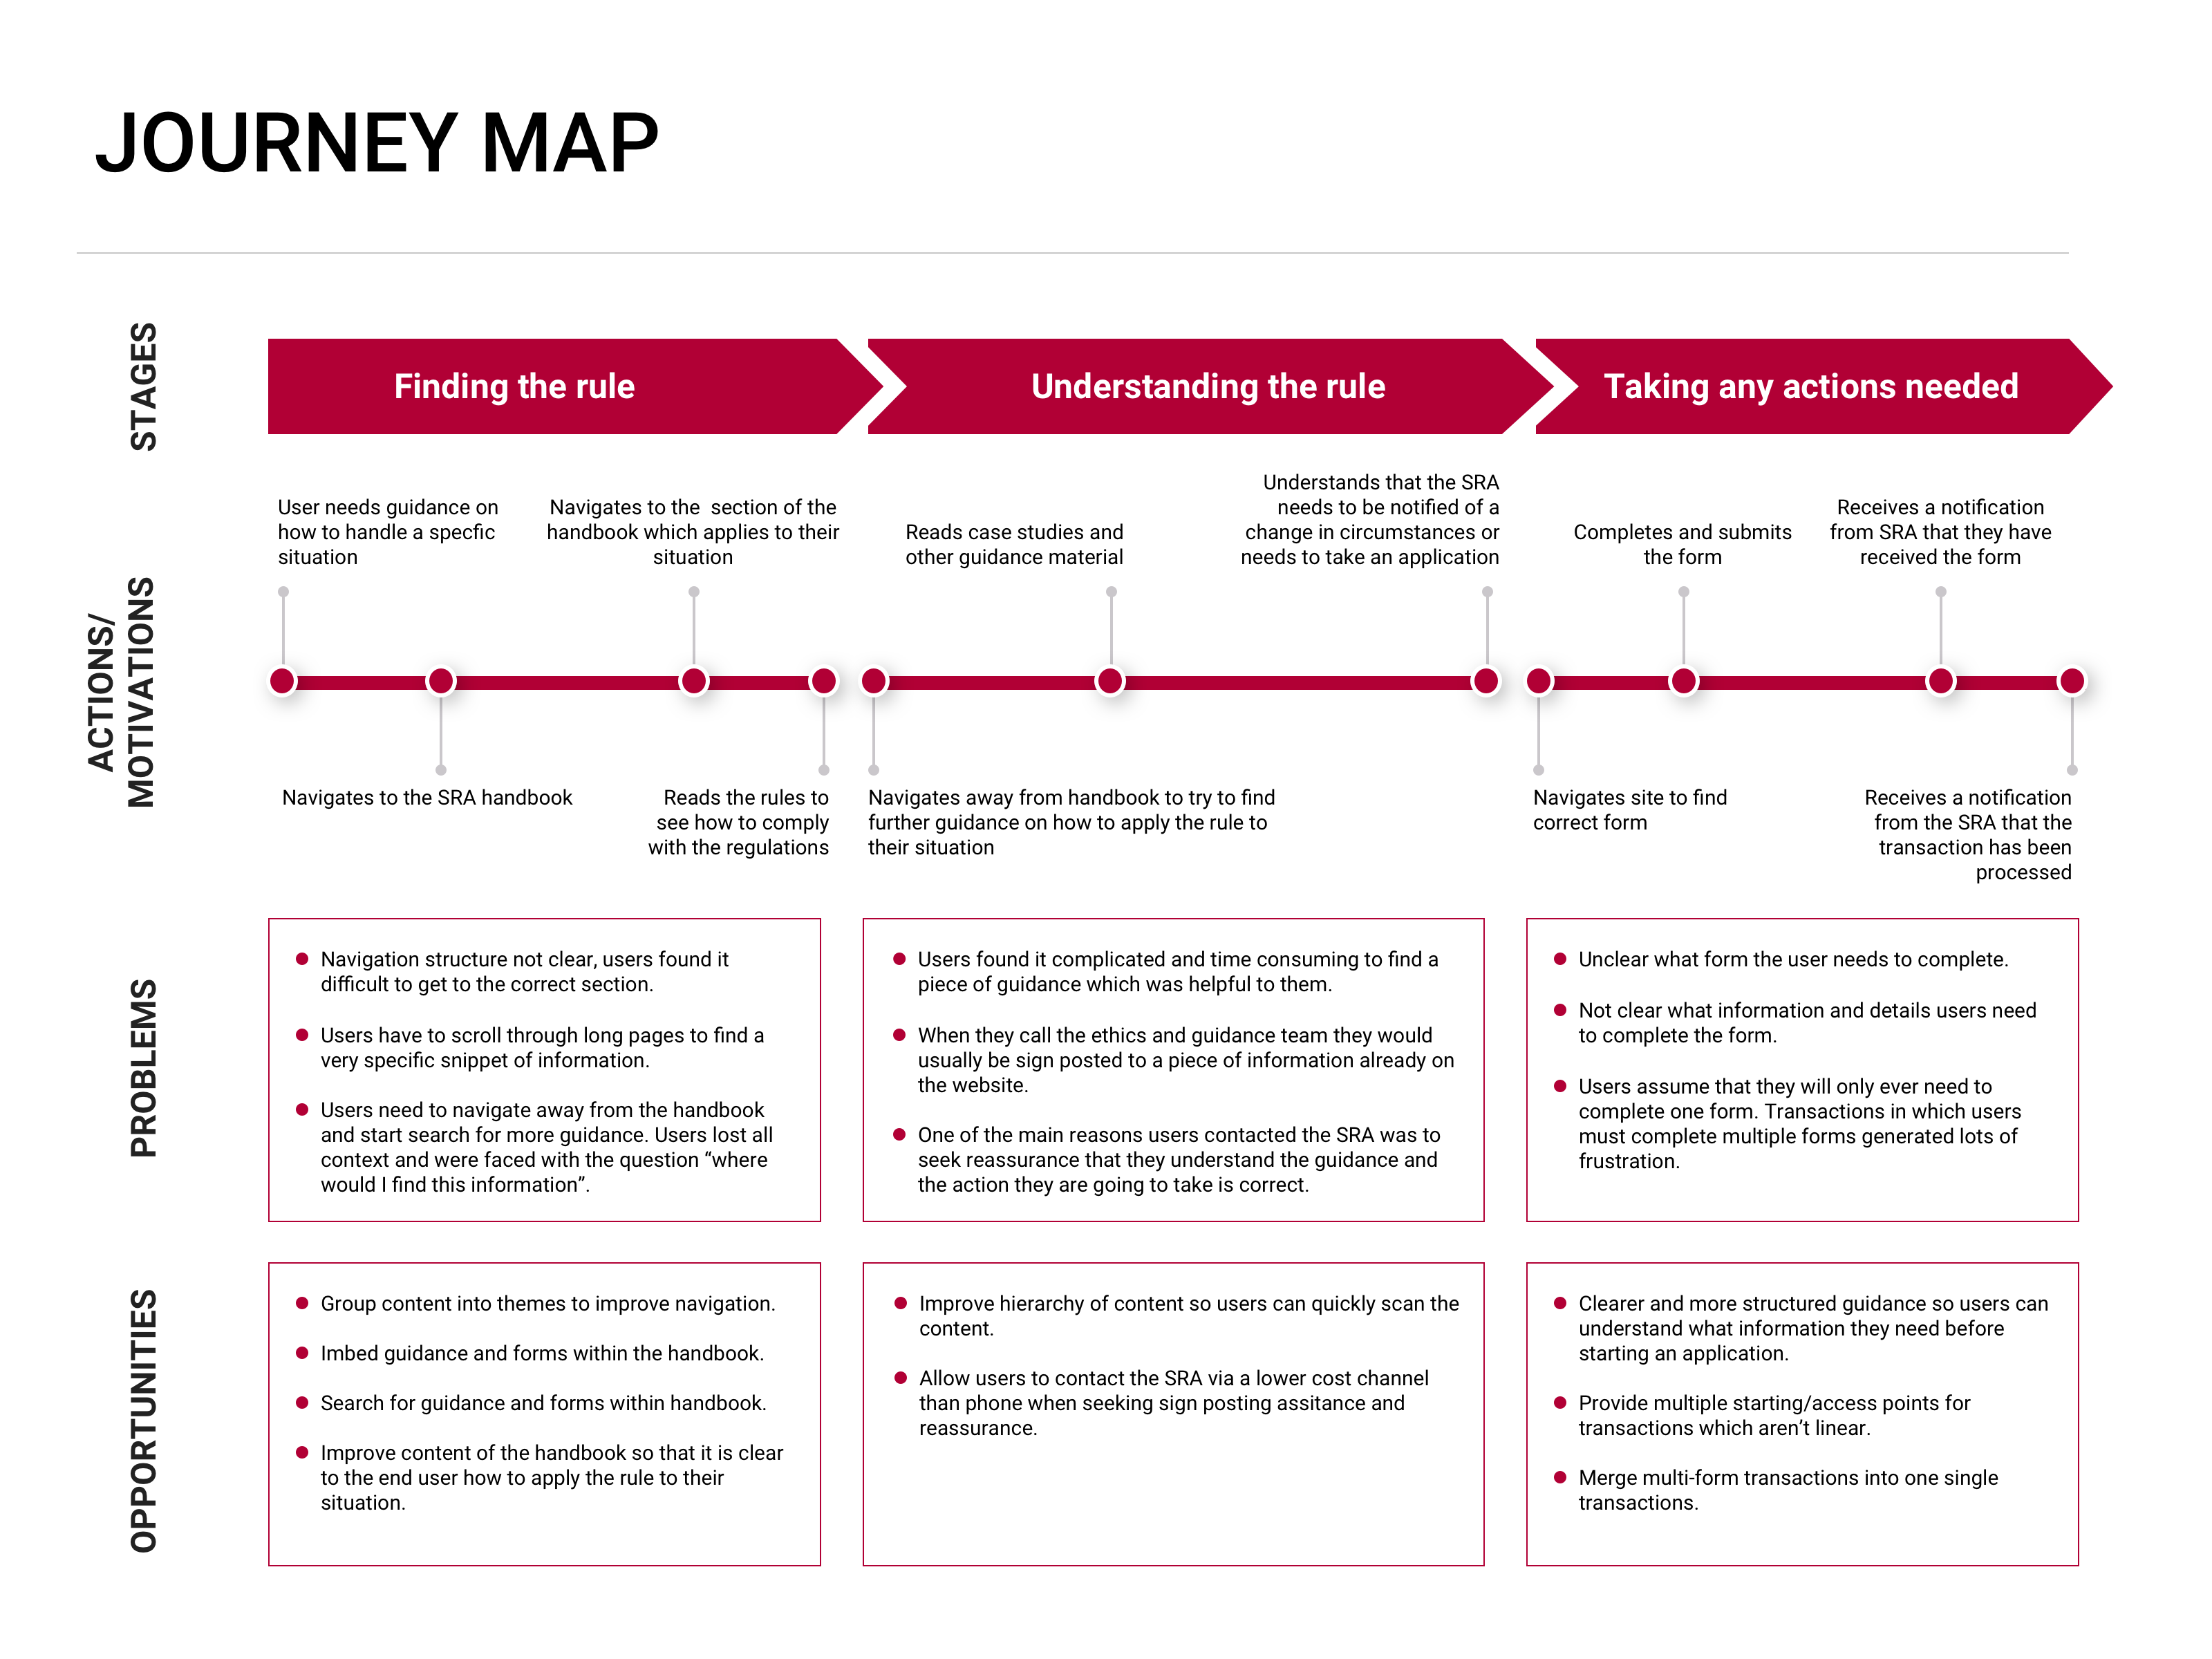 JOURNEY MAP
STAGES
Finding the rule
Understanding the rule
Taking any actions needed
ACTIONS/
MOTIVATIONS
User needs guidance on
how to handle a specfic
situation
Navigates to the section of the
handbook which applies to their
situation
Reads case studies and
other guidance material
Understands that the SRA
needs to be notified of a
change in circumstances or
needs to take an application
Completes and submits
the form
Receives a notification
from SRA that they have
received the form
Navigates to the SRA handbook
Reads the rules to
see how to comply
with the regulations
Navigates away from handbook to try to find
further guidance on how to apply the rule to
their situation
Navigates site to find
correct form
Receives a notification
from the SRA that the
transaction has been
processed
PROBLEMS
Navigation structure not clear, users found it
difficult to get to the correct section.
Users have to scroll through long pages to find a
very specific snippet of information.
Users need to navigate away from the handbook
and start search for more guidance. Users lost all
context and were faced with the question “where
would I find this information”.
Users found it complicated and time consuming to find a
piece of guidance which was helpful to them.
When they call the ethics and guidance team they would
usually be sign posted to a piece of information already on
the website.
One of the main reasons users contacted the SRA was to
seek reassurance that they understand the guidance and
the action they are going to take is correct.
Unclear what form the user needs to complete.
Not clear what information and details users need
to complete the form.
Users assume that they will only ever need to
complete one form. Transactions in which users
must complete multiple forms generated lots of
frustration.
OPPORTUNITIES
Group content into themes to improve navigation.
Imbed guidance and forms within the handbook.
Search for guidance and forms within handbook.
Improve content of the handbook so that it is clear
to the end user how to apply the rule to their
situation.
Improve hierarchy of content so users can quickly scan the
content.
Allow users to contact the SRA via a lower cost channel
than phone when seeking sign posting assitance and
reassurance.
Clearer and more structured guidance so users can
understand what information they need before
starting an application.
Provide multiple starting/access points for
transactions which aren’t linear.
Merge multi-form transactions into one single
transactions.